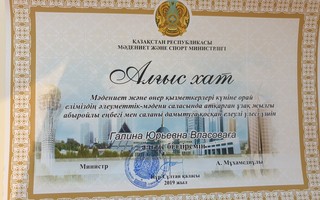 ҚАЗАҚСТАН РЕСПУБЛИКАСЫ
МӘДЕНИЕТ ЖӘНЕ СПОРТ МИНИСТРЛІГІ
Алғыс хат
Мәдениет және өнер қызметкерлері күніне орай
еліміздің әлеуметтік-мәдени саласында атқарған ұзақ жылғы
абыройлы еңбегі мен саланы дамытуға қосқан елеулі үлесі үшін
Галина Юрьевна Власоваға
алғыс білдіремін
Министр А. Мұхамедиұлы
Нұр-Сұлтан қаласы
2019 жыл